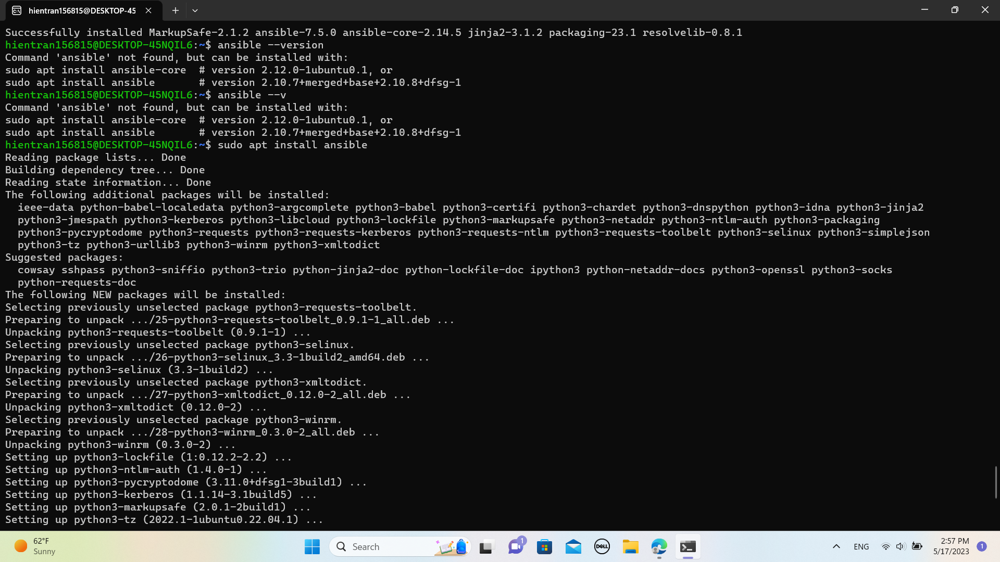 hientran156815@DESKTOP-45
Successfully installed MarkupSafe-2.1.2 ansible-7.5.0 ansible-core-2.14.5 jinja2-3.1.2 packaging-23.1 resolvelib-0.8.1
hientran156815@DESKTOP-45NQIL6:~$ ansible --version
Command 'ansible' not found, but can be installed with:
sudo apt install ansible-core  # version 2.12.0-1ubuntu0.1, or
sudo apt install ansible       # version 2.10.7+merged+base+2.10.8+dfsg-1
hientran156815@DESKTOP-45NQIL6:~$ ansible --v
Command 'ansible' not found, but can be installed with:
sudo apt install ansible-core  # version 2.12.0-1ubuntu0.1, or
sudo apt install ansible       # version 2.10.7+merged+base+2.10.8+dfsg-1
hientran156815@DESKTOP-45NQIL6:~$ sudo apt install ansible
Reading package lists... Done
Building dependency tree... Done
Reading state information... Done
The following additional packages will be installed:
  ieee-data python-babel-localedata python3-argcomplete python3-babel python3-certifi python3-chardet python3-dnspython python3-idna python3-jinja2
  python3-jmespath python3-kerberos python3-libcloud python3-lockfile python3-markupsafe python3-netaddr python3-ntlm-auth python3-packaging
  python3-pycryptodome python3-requests python3-requests-kerberos python3-requests-ntlm python3-requests-toolbelt python3-selinux python3-simplejson
  python3-tz python3-urllib3 python3-winrm python3-xmltodict
Suggested packages:
  cowsay sshpass python3-sniffio python3-trio python-jinja2-doc python-lockfile-doc ipython3 python-netaddr-docs python3-openssl python3-socks
  python-requests-doc
The following NEW packages will be installed:
Selecting previously unselected package python3-requests-toolbelt.
Preparing to unpack .../25-python3-requests-toolbelt_0.9.1-1_all.deb ...
Unpacking python3-requests-toolbelt (0.9.1-1) ...
Selecting previously unselected package python3-selinux.
Preparing to unpack .../26-python3-selinux_3.3-1build2_amd64.deb ...
Unpacking python3-selinux (3.3-1build2) ...
Selecting previously unselected package python3-xmltodict.
Preparing to unpack .../27-python3-xmltodict_0.12.0-2_all.deb ...
Unpacking python3-xmltodict (0.12.0-2) ...
Selecting previously unselected package python3-winrm.
Preparing to unpack .../28-python3-winrm_0.3.0-2_all.deb ...
Unpacking python3-winrm (0.3.0-2) ...
Setting up python3-lockfile (1:0.12.2-2.2) ...
Setting up python3-ntlm-auth (1.4.0-1) ...
Setting up python3-pycryptodome (3.11.0+dfsg1-3build1) ...
Setting up python3-kerberos (1.1.14-3.1build5) ...
Setting up python3-markupsafe (2.0.1-2build1) ...
Setting up python3-tz (2022.1-1ubuntu0.22.04.1) ...
62°F
Sunny
Search
1
DELL
ENG
2:57 PM
5/17/2023
1